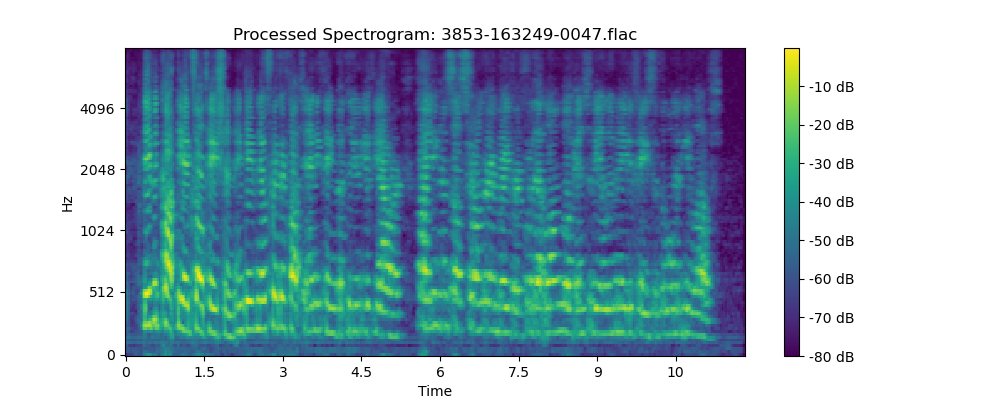 Processed Spectrogram: 3853-163249-0047.flac
Hz
4096
2048
1024
512
0
0 1.5 3 4.5 6 7.5 9 10
Time
-10 dB
-20 dB
-30 dB
-40 dB
-50 dB
-60 dB
-70 dB
-80 dB